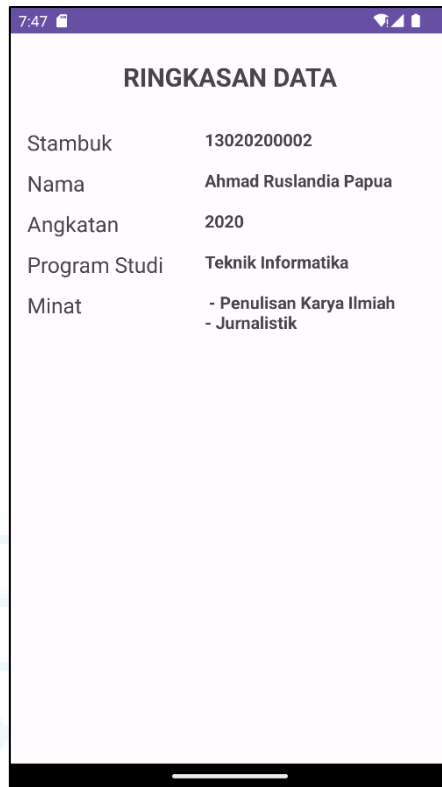 7:47
RINGKASAN DATA
Stambuk 13020200002
Nama Ahmad Ruslandia Papua
Angkatan 2020
Program Studi Teknik Informatika
Minat - Penulisan Karya Ilmiah
- Jurnalistik